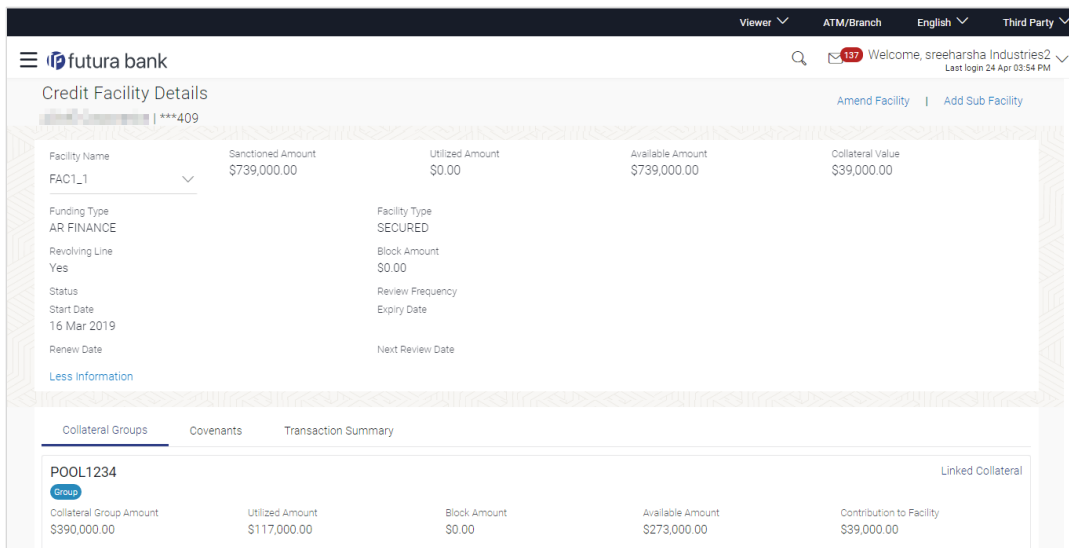 Viewer ATM/Branch English Third Party
futura bank 137 Welcome, sreeharsha Industries2
Last login 24 Apr 03:54 PM
Credit Facility Details
Amend Facility | Add Sub Facility
| ***409
Facility Name Sanctioned Amount Utilized Amount Available Amount Collateral Value
FAC1_1 $739,000.00 $0.00 $739,000.00 $39,000.00
Funding Type Facility Type
AR FINANCE SECURED
Revolving Line Block Amount
Yes $0.00
Status Review Frequency
Start Date Expiry Date
16 Mar 2019
Renew Date Next Review Date
Less Information
Collateral Groups Covenants Transaction Summary
POOL1234 Linked Collateral
Group
Collateral Group Amount Utilized Amount Block Amount Available Amount Contribution to Facility
$390,000.00 $117,000.00 $0.00 $273,000.00 $39,000.00